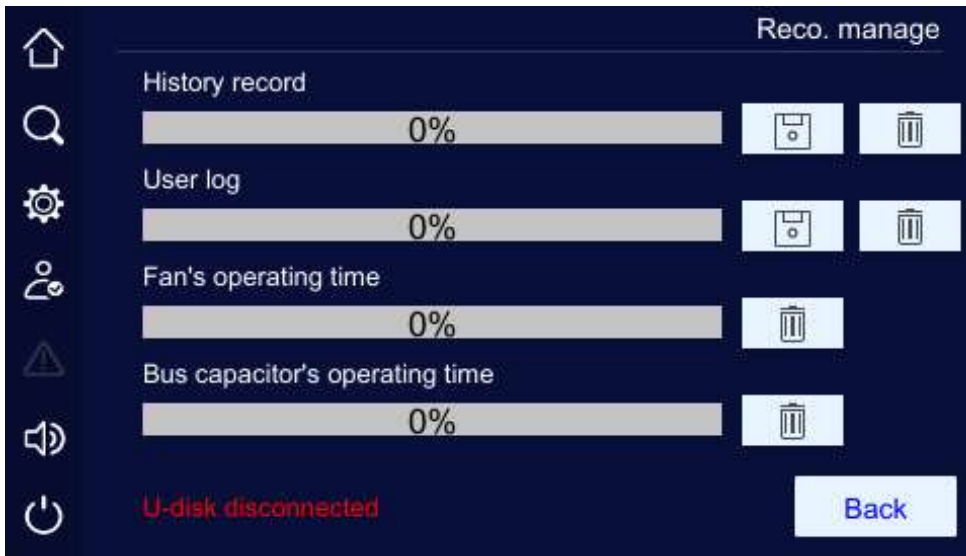 Reco. manage
History record
0%
User log
0%
Fan's operating time
0%
Bus capacitor's operating time
0%
U-disk disconnected
Back